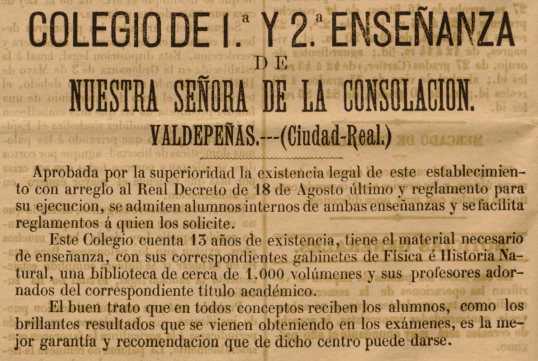 COLEGIO DE 1.ª Y 2.ª ENSEÑANZA
DE
NUESTRA SEÑORA DE LA CONSOLACION.
VALDEPEÑAS.---(Ciudad-Real.)
Aprobada por la superioridad la existencia legal de este establecimien-
to con arreglo al Real Decreto de 18 de Agosto último y reglamento para
su ejecucion, se admiten alumnos internos de ambas enseñanzas y se facilita
reglamentos á quien los solicite.
Este Colegio cuenta 13 años de existencia, tiene el material necesario
de enseñanza, con sus correspondientes gabinetes de Física é Historia Na-
tural, una biblioteca de cerca de 1.000 volúmenes y sus profesores ador-
nados del correspondiente título académico.
El buen trato que en todos conceptos reciben los alumnos, como los
brillantes resultados que se vienen obteniendo en los exámenes, es la me-
jor garantía y recomendacion que de dicho centro puede darse.